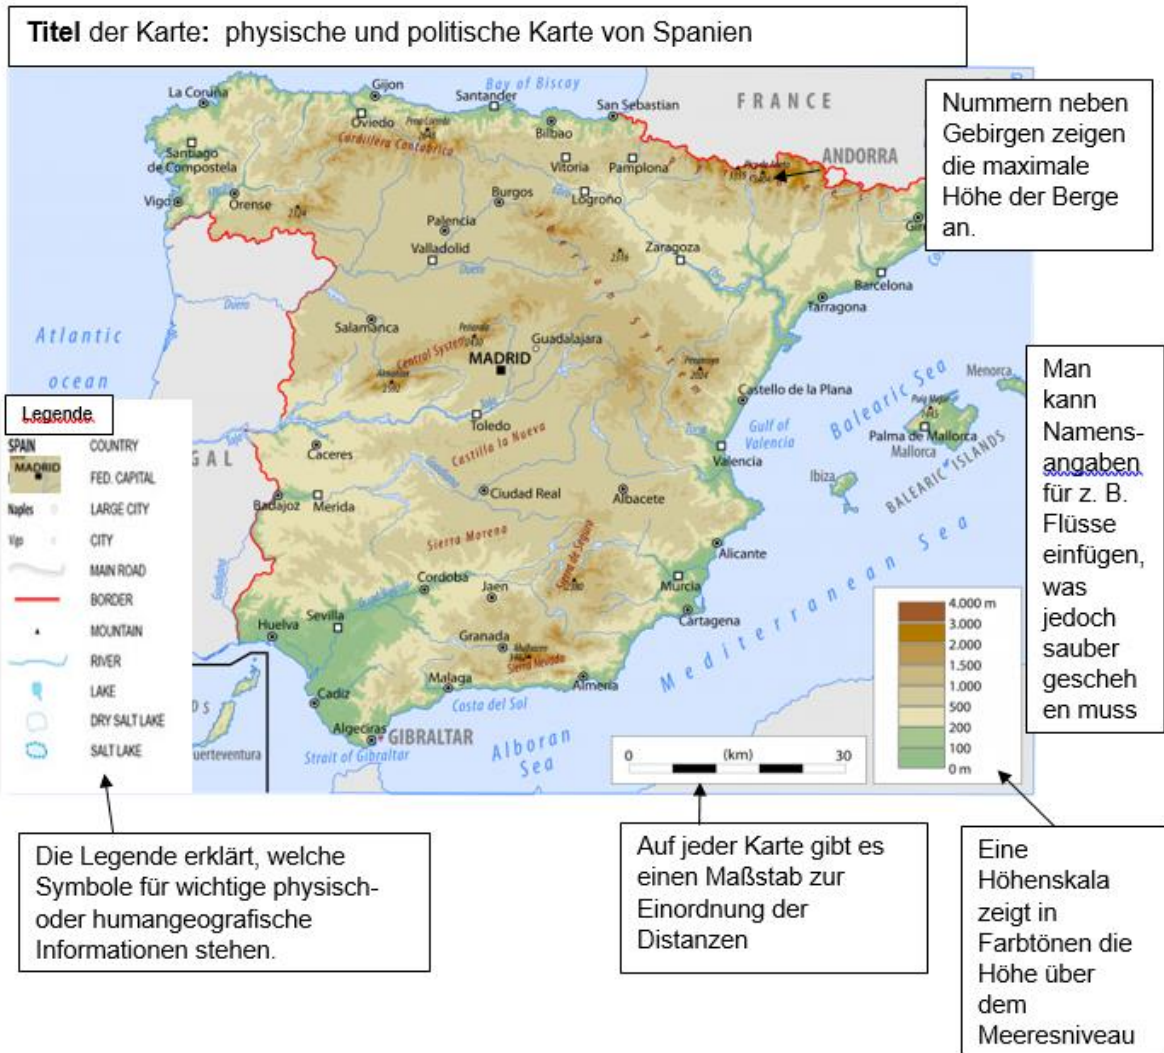 Titel der Karte: physische und politische Karte von Spanien
Bay of Biscay
FRANCE
La Coruña
Gijon
Santander
San Sebastian
Oviedo
Bilbao
Cordillera Cantabrica
ANDORRA
Santiago
de Compostela
Vitoria
Pamplona
Vigo
Orense
Burgos
Logroño
Palencia
Valladolid
Zaragoza
2316
Duero
Barcelona
Tarragona
Duero
Salamanca
Guadalajara
Central System
MADRID
2024
Atlantic
ocean
Castello de la Plana
Balearic Sea
Menorca
Toledo
Gulf of
Valencia
Palma de Mallorca
Mallorca
Caceres
Castilla la Nueva
Valencia
Ibiza
BALEARIC ISLANDS
GAL
Badajoz
Merida
Ciudad Real
Albacete
Sierra Morena
Sierra de Segura
Alicante
Mediterranean Sea
Cordoba
Jaen
Murcia
Sevilla
Huelva
Cartagena
Granada
Sierra Nevada
Malaga
Almeria
Cadiz
Costa del Sol
Algeciras
GIBRALTAR
Strait of Gibraltar
Alboran
Sea
uerteventura
Nummern neben
Gebirgen zeigen
die maximale
Höhe der Berge
an.
Man
kann
Namens-
angaben
für z. B.
Flüsse
einfügen,
was
jedoch
sauber
gescheh
en muss
Legende
SPAIN COUNTRY
MADRID FED. CAPITAL
Naples LARGE CITY
Vigo CITY
MAIN ROAD
BORDER
MOUNTAIN
RIVER
LAKE
DRY SALT LAKE
SALT LAKE
0 (km) 30
4.000 m
3.000
2.000
1.500
1.000
500
200
100
0 m
Die Legende erklärt, welche
Symbole für wichtige physisch-
oder humangeografische
Informationen stehen.
Auf jeder Karte gibt es
einen Maßstab zur
Einordnung der
Distanzen
Eine
Höhenskala
zeigt in
Farbtönen die
Höhe über
dem
Meeresniveau